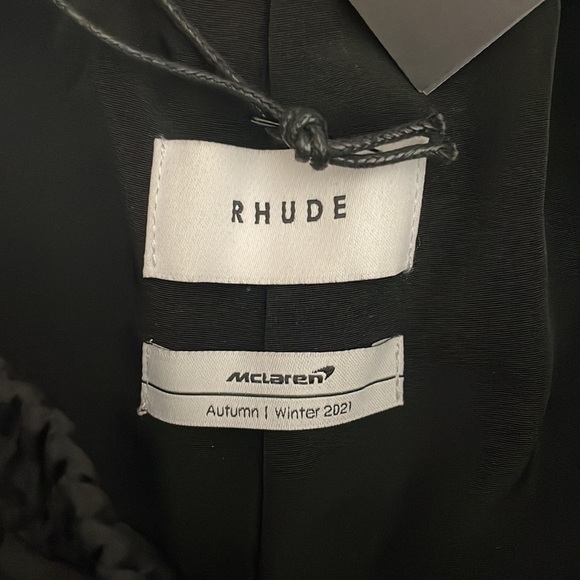 RHUDE
McLaren
Autumn | Winter 2021